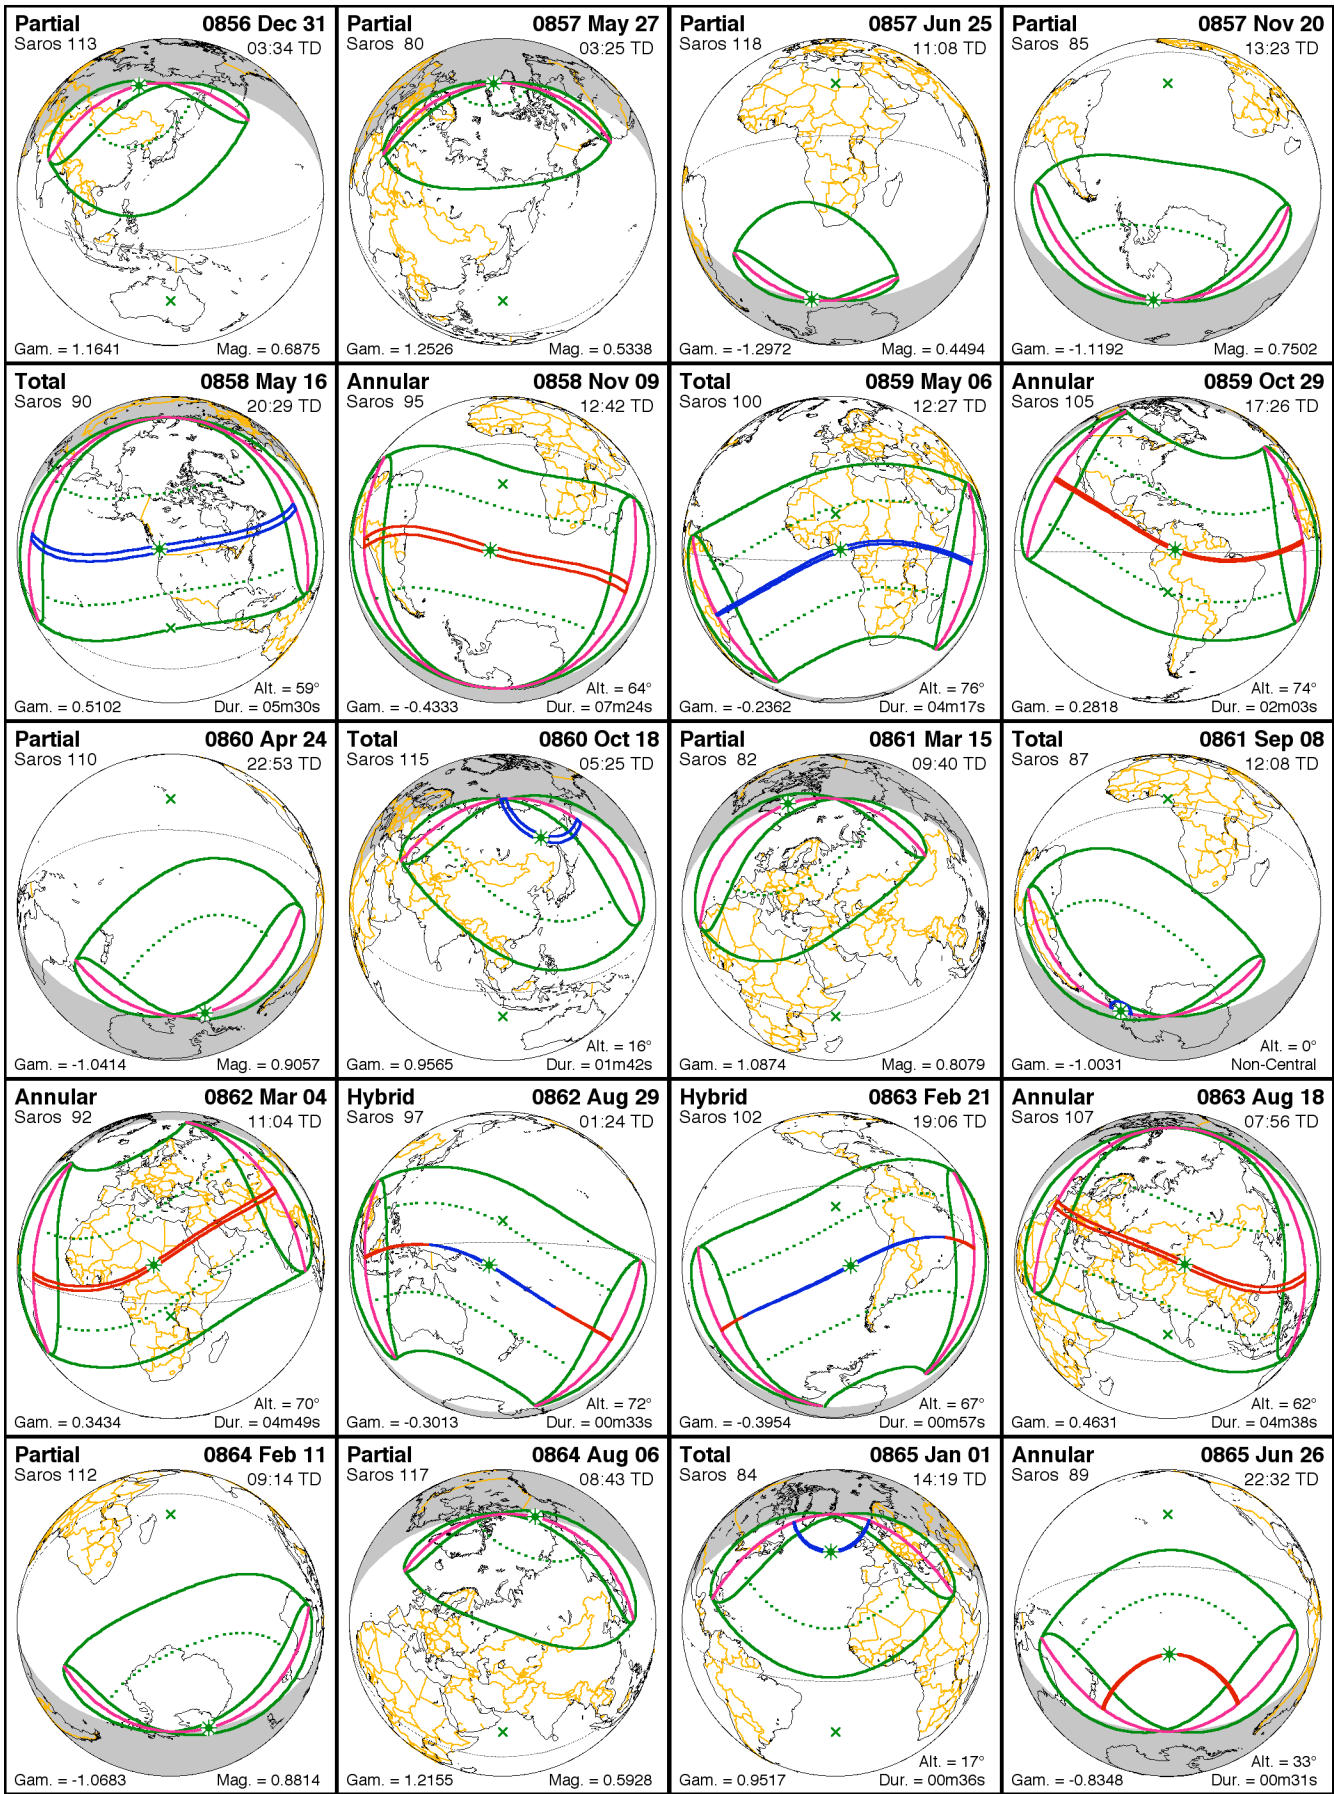 Partial 0856 Dec 31
Saros 113 03:34 TD
Gam. = 1.1641 Mag. = 0.6875
Partial 0857 May 27
Saros 80 03:25 TD
Gam. = 1.2526 Mag. = 0.5338
Partial 0857 Jun 25
Saros 118 11:08 TD
Gam. = -1.2972 Mag. = 0.4494
Partial 0857 Nov 20
Saros 85 13:23 TD
Gam. = -1.1192 Mag. = 0.7502
Total 0858 May 16
Saros 90 20:29 TD
Alt. = 59°
Gam. = 0.5102 Dur. = 05m30s
Annular 0858 Nov 09
Saros 95 12:42 TD
Alt. = 64°
Gam. = -0.4333 Dur. = 07m24s
Total 0859 May 06
Saros 100 12:27 TD
Alt. = 76°
Gam. = -0.2362 Dur. = 04m17s
Annular 0859 Oct 29
Saros 105 17:26 TD
Alt. = 74°
Gam. = 0.2818 Dur. = 02m03s
Partial 0860 Apr 24
Saros 110 22:53 TD
Gam. = -1.0414 Mag. = 0.9057
Total 0860 Oct 18
Saros 115 05:25 TD
Alt. = 16°
Gam. = 0.9565 Dur. = 01m42s
Partial 0861 Mar 15
Saros 82 09:40 TD
Gam. = 1.0874 Mag. = 0.8079
Total 0861 Sep 08
Saros 87 12:08 TD
Alt. = 0°
Gam. = -1.0031 Non-Central
Annular 0862 Mar 04
Saros 92 11:04 TD
Alt. = 70°
Gam. = 0.3434 Dur. = 04m49s
Hybrid 0862 Aug 29
Saros 97 01:24 TD
Alt. = 72°
Gam. = -0.3013 Dur. = 00m33s
Hybrid 0863 Feb 21
Saros 102 19:06 TD
Alt. = 67°
Gam. = -0.3954 Dur. = 00m57s
Annular 0863 Aug 18
Saros 107 07:56 TD
Alt. = 62°
Gam. = 0.4631 Dur. = 04m38s
Partial 0864 Feb 11
Saros 112 09:14 TD
Gam. = -1.0683 Mag. = 0.8814
Partial 0864 Aug 06
Saros 117 08:43 TD
Gam. = 1.2155 Mag. = 0.5928
Total 0865 Jan 01
Saros 84 14:19 TD
Alt. = 17°
Gam. = 0.9517 Dur. = 00m36s
Annular 0865 Jun 26
Saros 89 22:32 TD
Alt. = 33°
Gam. = -0.8348 Dur. = 00m31s